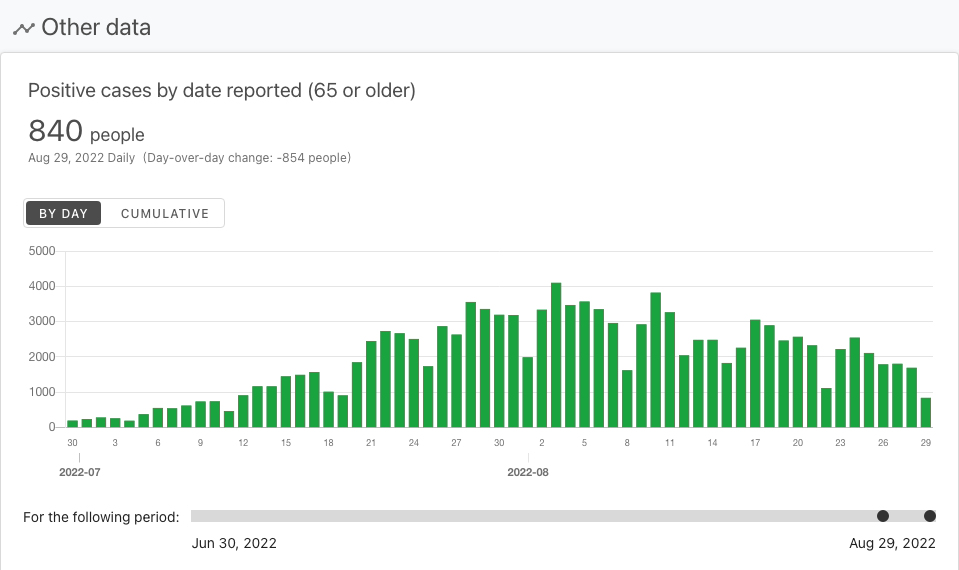 Other data
Positive cases by date reported (65 or older)
840 people
Aug 29, 2022 Daily (Day-over-day change: -854 people)
BY DAY CUMULATIVE
5000
4000
3000
2000
1000
0
30 3 6 9 12 15 18 21 24 27 30 2 5 8 11 14 17 20 23 26 29
2022-07 2022-08
For the following period:
Jun 30, 2022 Aug 29, 2022